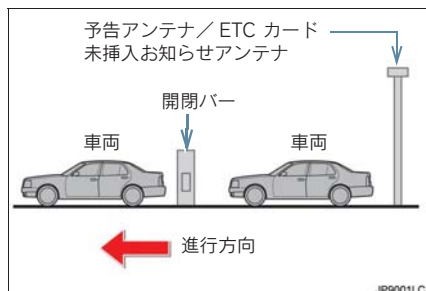 予告アンテナ／ETC カード
未挿入お知らせアンテナ
開閉バー
車両
車両
進行方向
JP9001LC